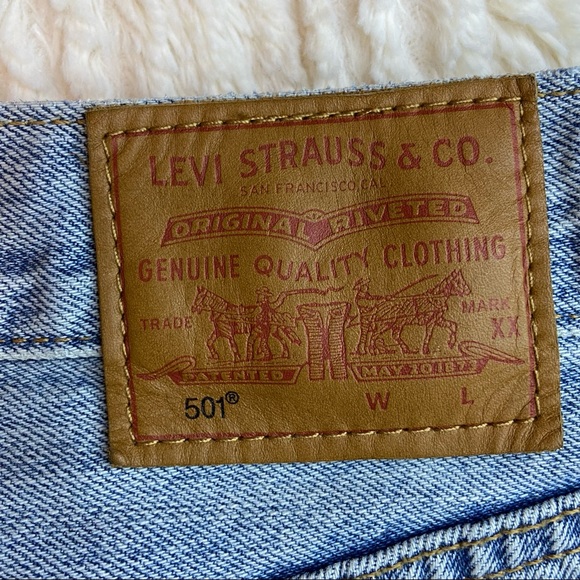 LEVI STRAUSS & CO.
SAN FRANCISCO, CAL.
ORIGINAL RIVETED
GENUINE QUALITY CLOTHING
TRADE MARK
XX
PATENTED MAY 20 1873
501® W L